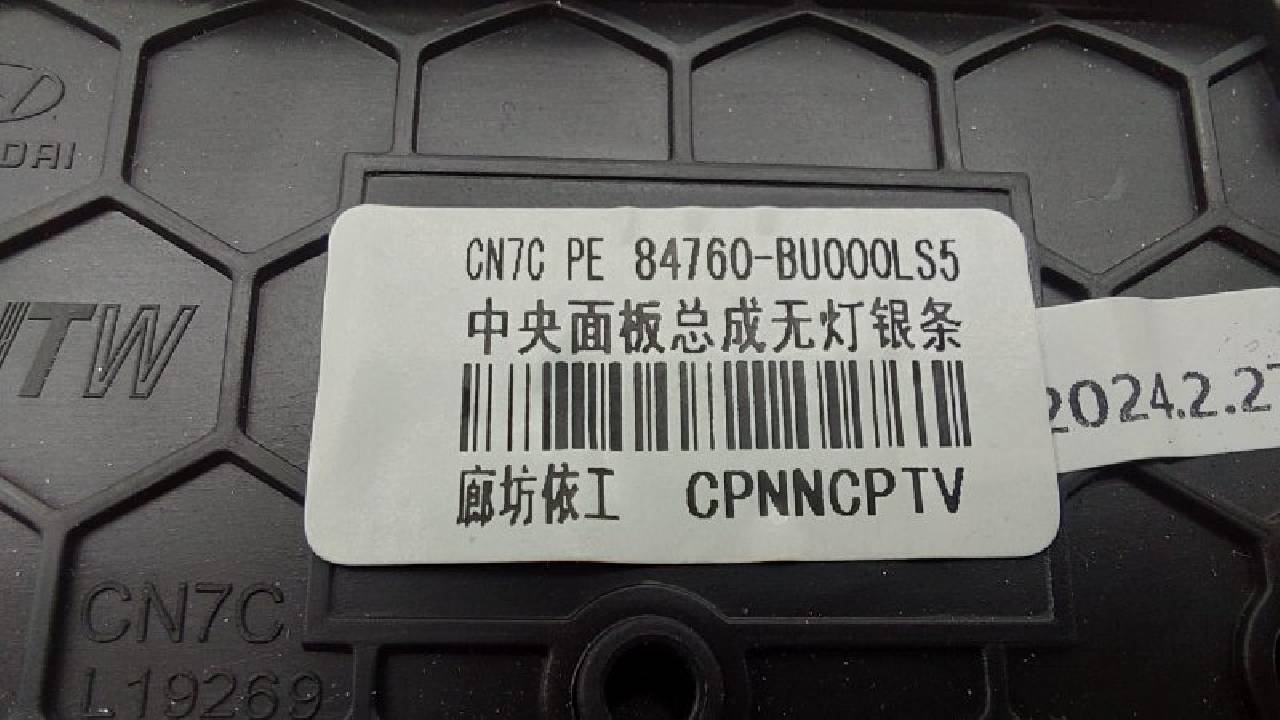 CN7C PE 84760-BU000LS5
中央面板总成无灯银条
廊坊依工 CPNNCPTV
2024.2.27
ITW
CN7C
L19269